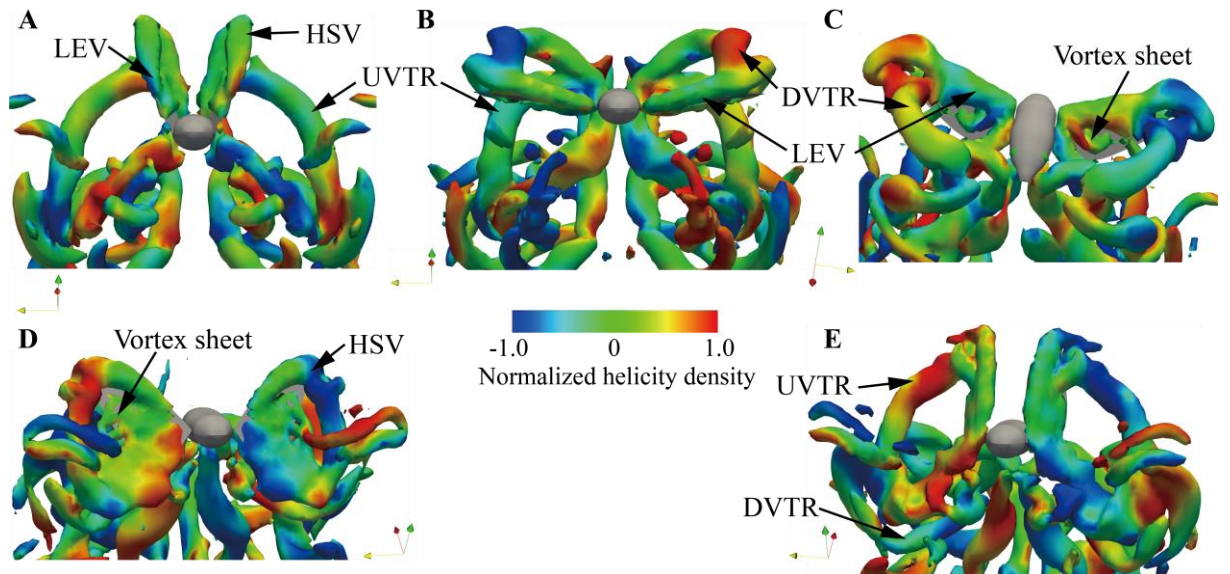 A
LEV
HSV
UVTR
B
DVTR
LEV
C
Vortex sheet
D
Vortex sheet
HSV
-1.0 0 1.0
Normalized helicity density
E
UVTR
DVTR